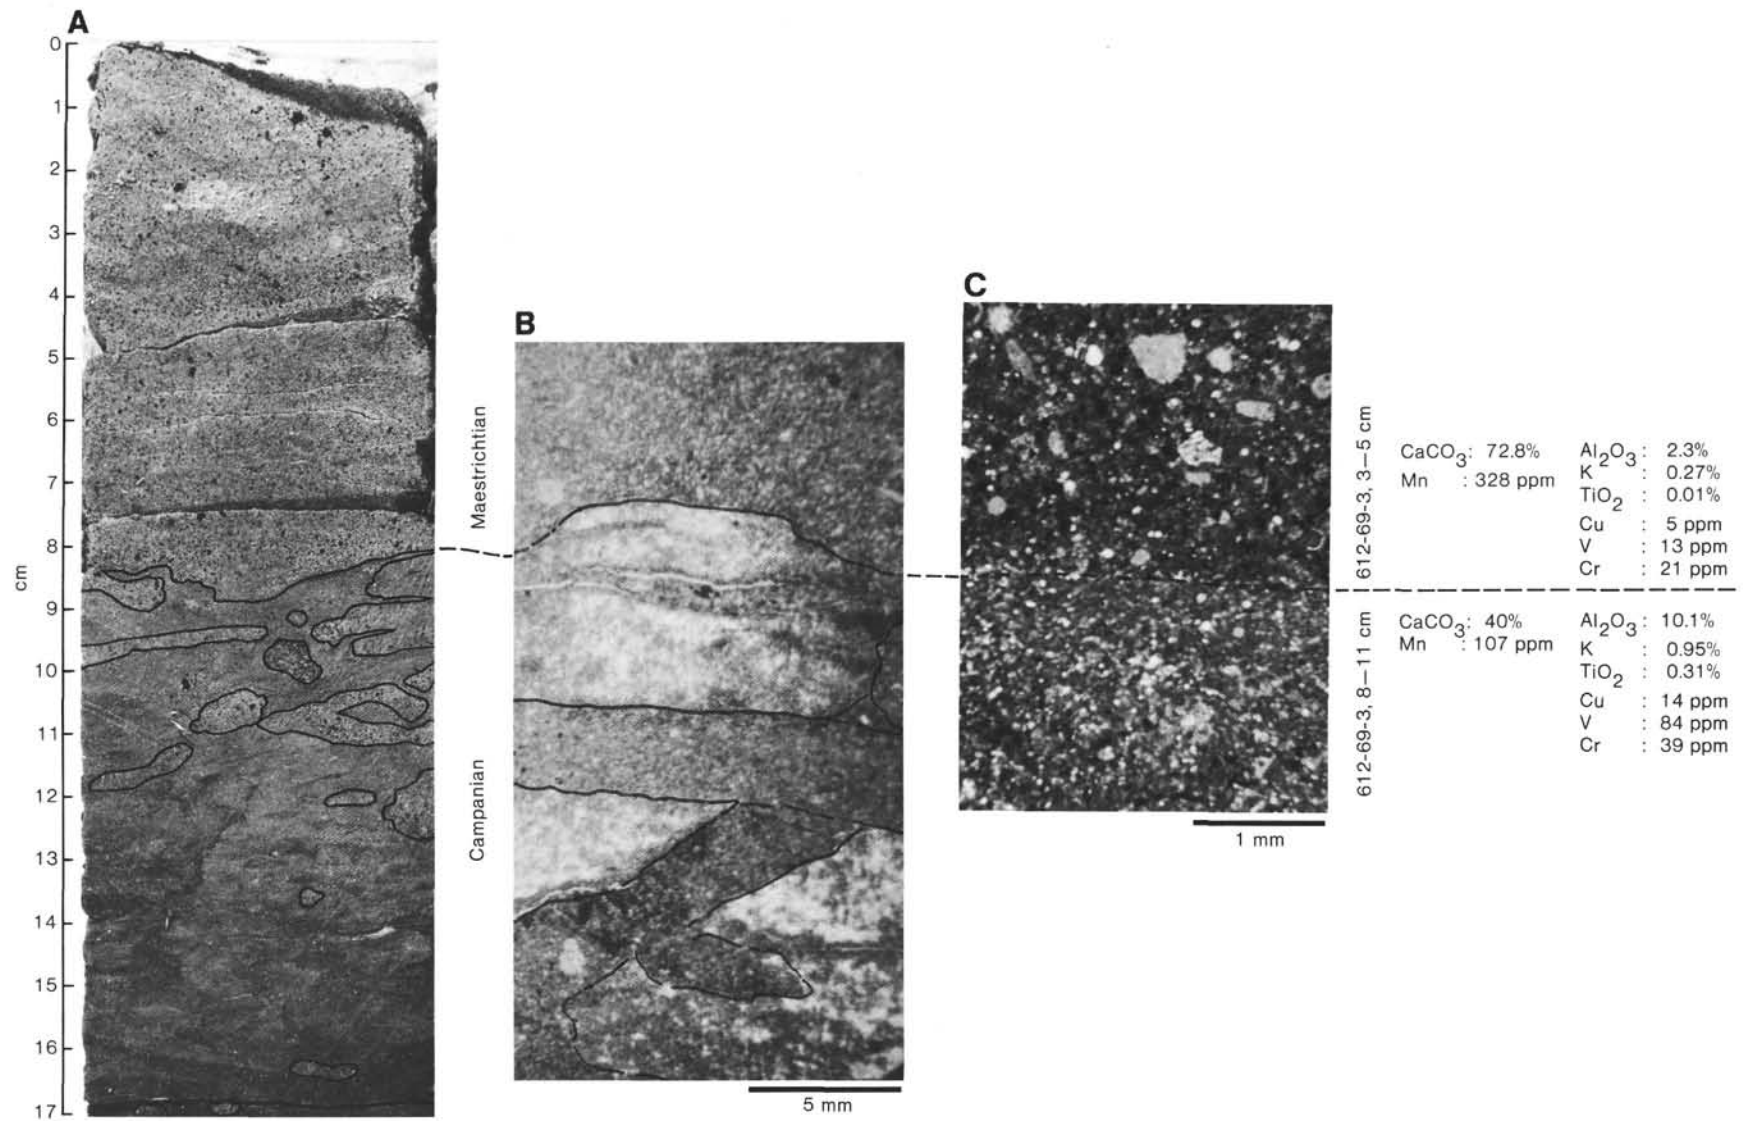 A
0
1
2
3
4
5
6
7
8
cm
9
10
11
12
13
14
15
16
17
Maestrichtian
Campanian
B
5 mm
C
1 mm
612-69-3, 3—5 cm
612-69-3, 8—11 cm
CaCO3: 72.8%
Mn : 328 ppm
Al2O3 : 2.3%
K : 0.27%
TiO2 : 0.01%
Cu : 5 ppm
V : 13 ppm
Cr : 21 ppm
CaCO3: 40%
Mn : 107 ppm
Al2O3 : 10.1%
K : 0.95%
TiO2 : 0.31%
Cu : 14 ppm
V : 84 ppm
Cr : 39 ppm